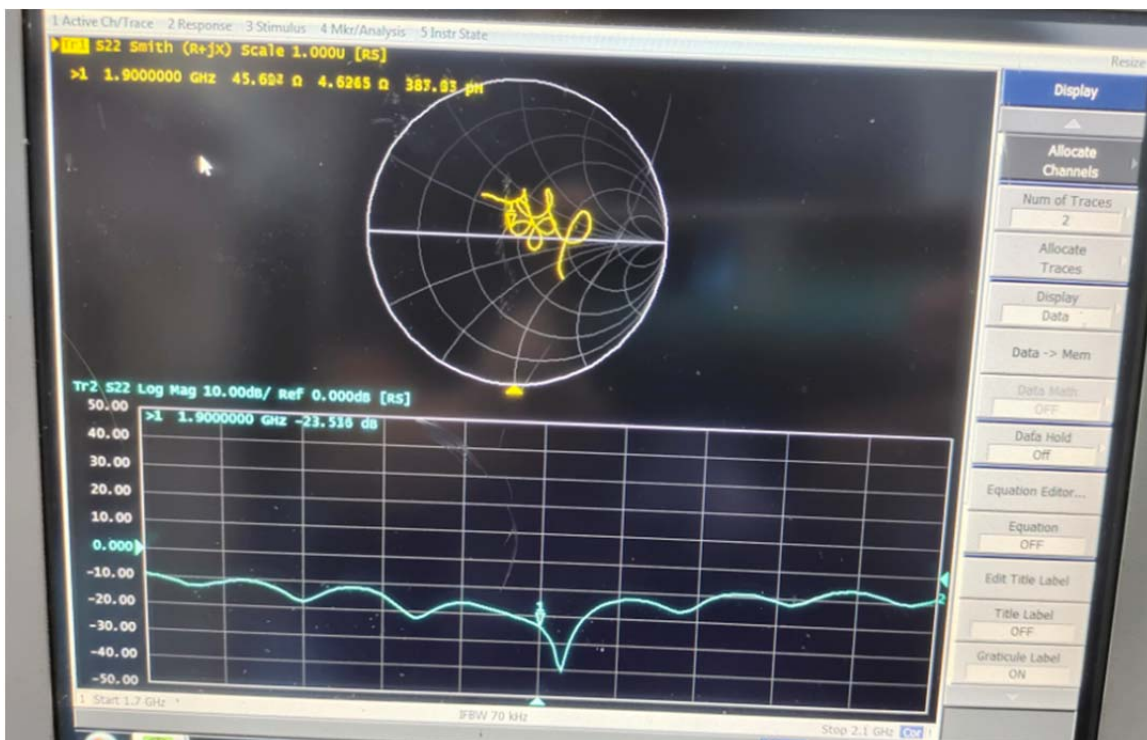 1 Active Ch/Trace 2 Response 3 Stimulus 4 Mkr/Analysis 5 Instr State
Resize
Tr1 S22 Smith (R+jX) Scale 1.000U [RS]
>1 1.9000000 GHz 4.6265 Ω
Display
Allocate
Channels
Num of Traces
2
Allocate
Traces
Display
Data
Data -> Mem
Data Math
OFF
Data Hold
Off
Equation Editor...
Equation
OFF
Edit Title Label
Title Label
OFF
Graticule Label
ON
Tr2 S22 Log Mag 10.00dB/ Ref 0.000dB [RS]
>1 1.9000000 GHz -23.516 dB
50.00
40.00
30.00
20.00
10.00
0.000
-10.00
-20.00
-30.00
-40.00
-50.00
1
2
1 Start 1.7 GHz
IFBW 70 kHz
Stop 2.1 GHz Cor !